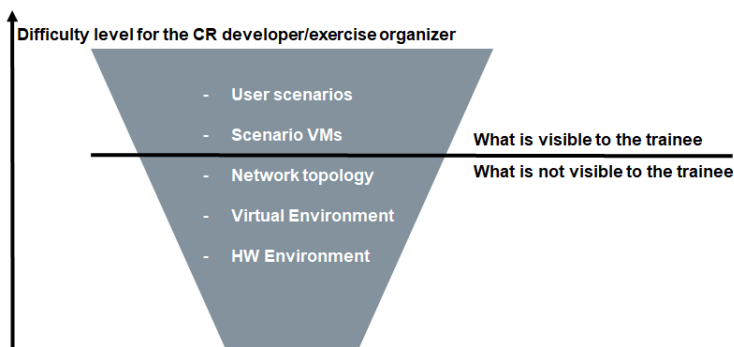 Difficulty level for the CR developer/exercise organizer
- User scenarios
- Scenario VMs
What is visible to the trainee
What is not visible to the trainee
- Network topology
- Virtual Environment
- HW Environment